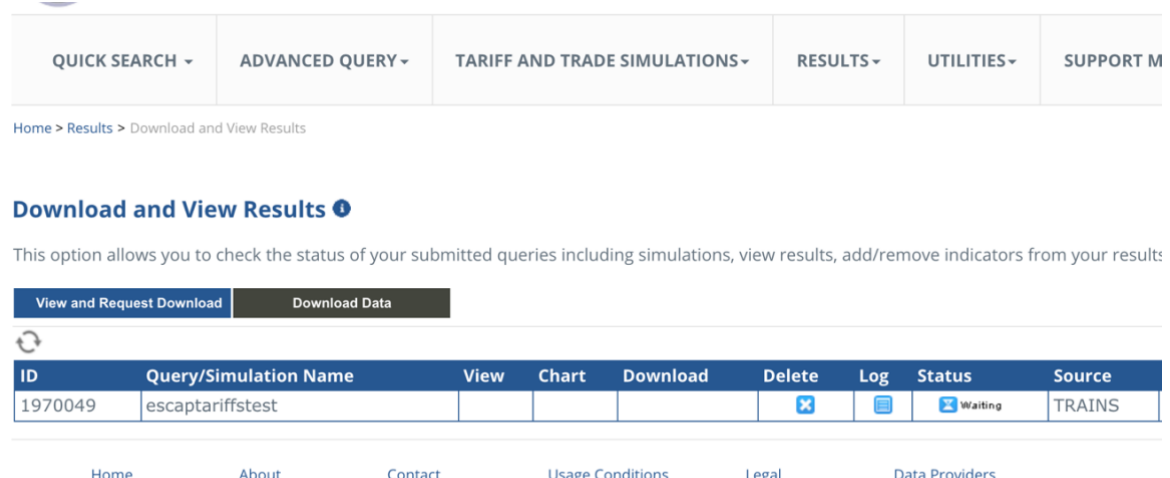 QUICK SEARCH ADVANCED QUERY TARIFF AND TRADE SIMULATIONS RESULTS UTILITIES SUPPORT M
Home > Results > Download and View Results
Download and View Results
This option allows you to check the status of your submitted queries including simulations, view results, add/remove indicators from your results
View and Request Download Download Data
ID Query/Simulation Name View Chart Download Delete Log Status Source
1970049 escaptariffstest Waiting TRAINS
Home About Contact Usage Conditions Legal Data Providers